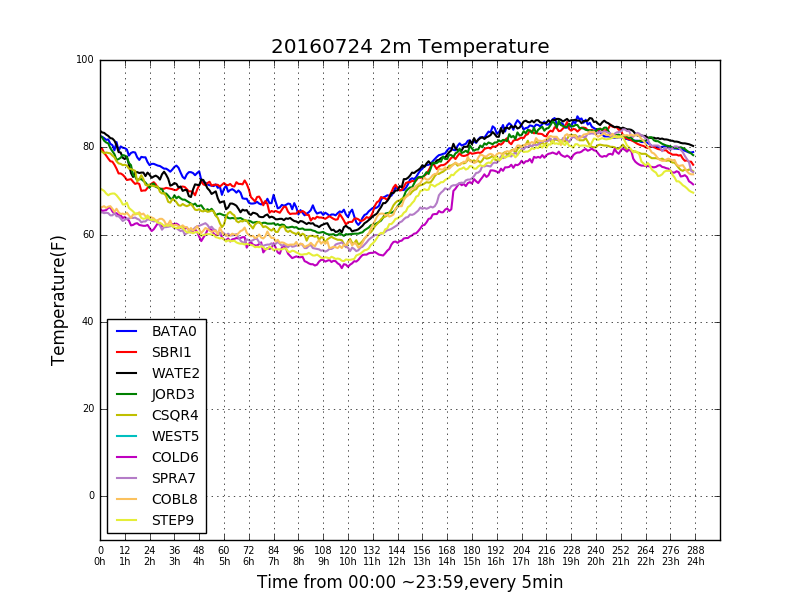 20160724 2m Temperature
100
80
60
40
20
0
Temperature(F)
BATA0
SBRI1
WATE2
JORD3
CSQR4
WEST5
COLD6
SPRA7
COBL8
STEP9
0 12 24 36 48 60 72 84 96 108 120 132 144 156 168 180 192 204 216 228 240 252 264 276 288
0h 1h 2h 3h 4h 5h 6h 7h 8h 9h 10h 11h 12h 13h 14h 15h 16h 17h 18h 19h 20h 21h 22h 23h 24h
Time from 00:00 ~23:59,every 5min